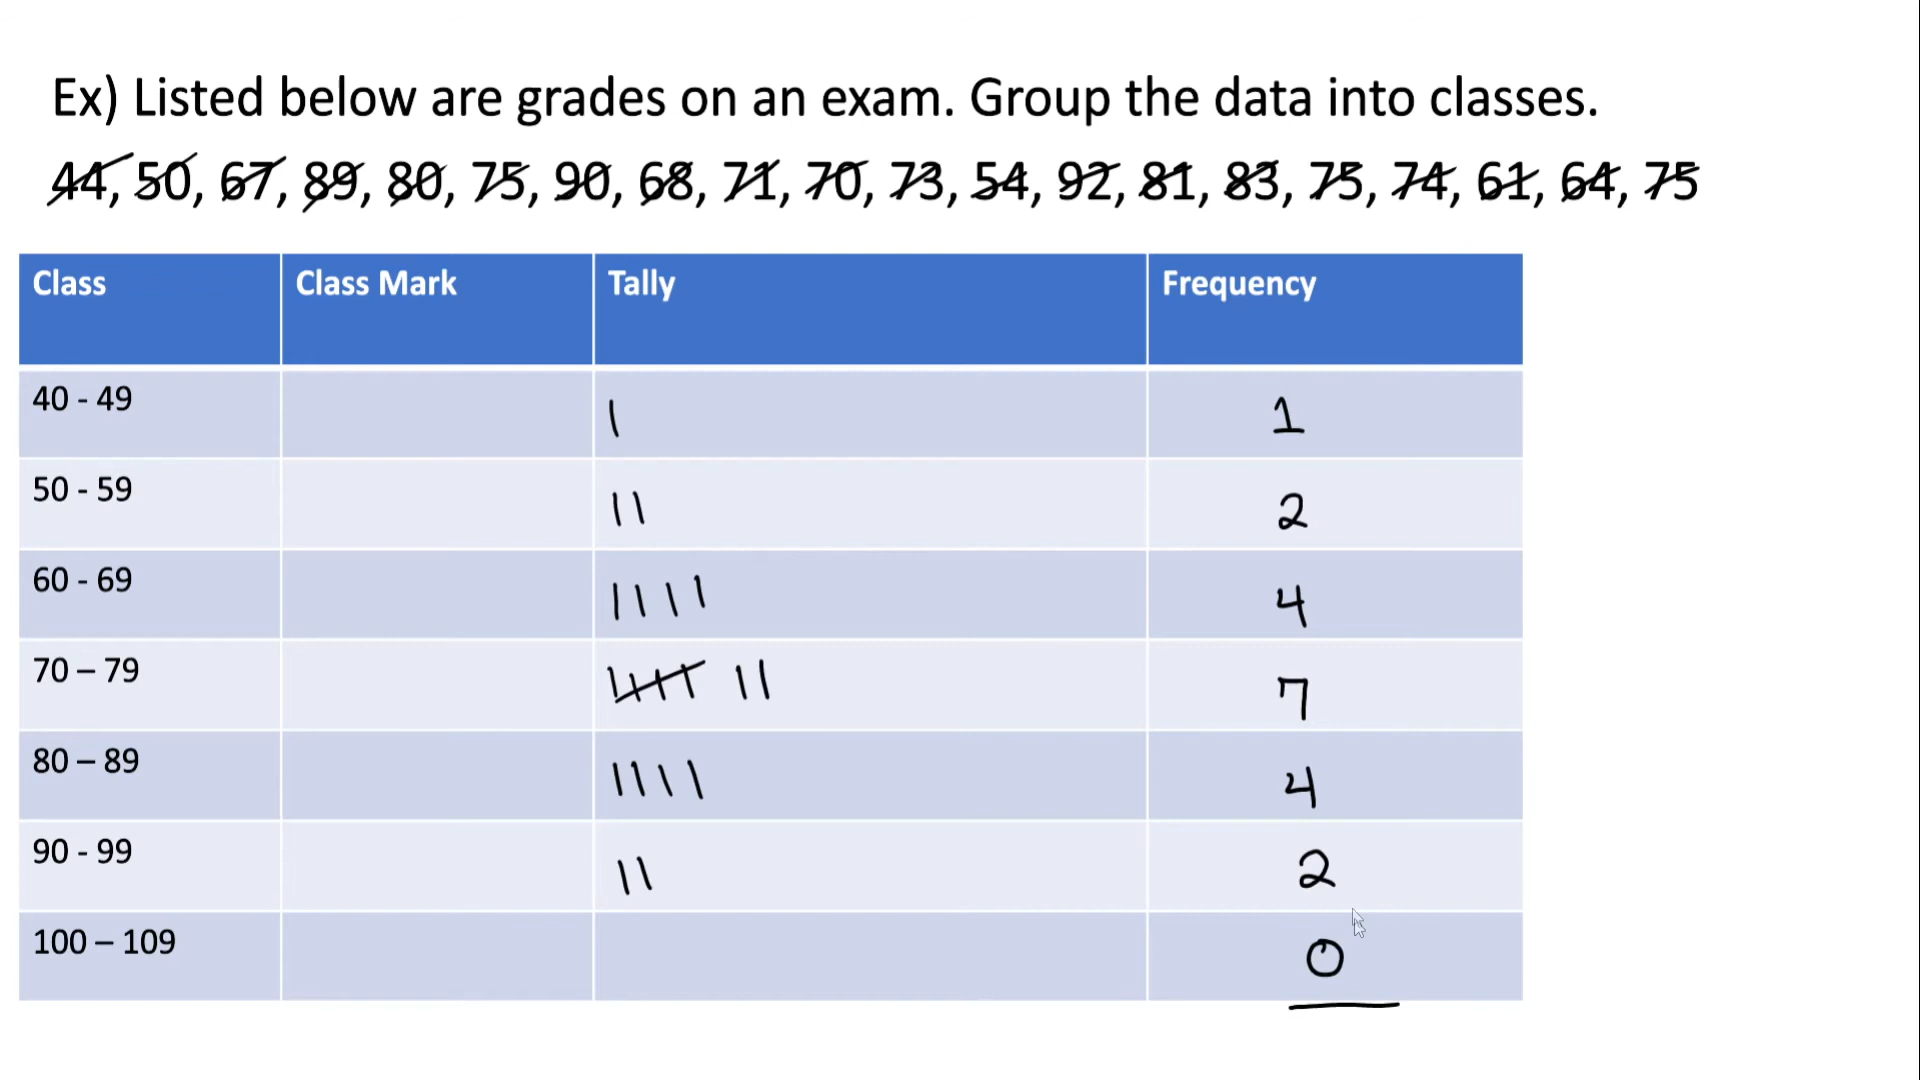 Ex) Listed below are grades on an exam. Group the data into classes.
44, 50, 67, 89, 80, 75, 90, 68, 71, 70, 73, 54, 92, 81, 83, 75, 74, 61, 64, 75
Class Class Mark Tally Frequency
40 - 49 | 1
50 - 59 || 2
60 - 69 |||| 4
70 – 79 |||| || 7
80 – 89 |||| 4
90 - 99 || 2
100 – 109 0